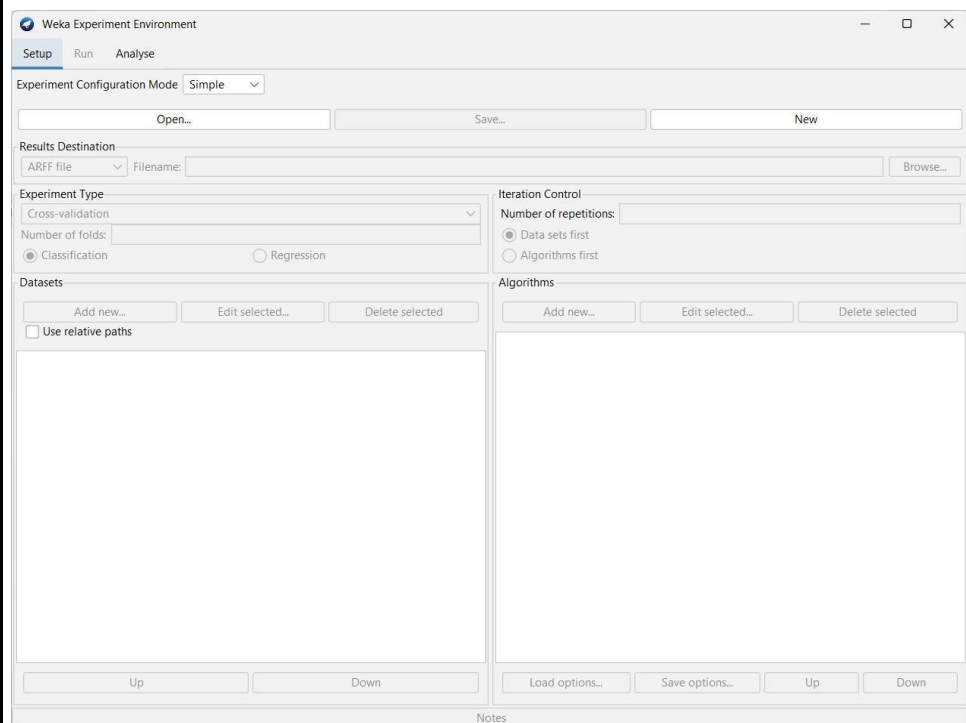 Weka Experiment Environment
Setup Run Analyse
Experiment Configuration Mode Simple
Open... Save... New
Results Destination
ARFF file Filename: Browse...
Experiment Type
Cross-validation
Number of folds:
Classification Regression
Iteration Control
Number of repetitions:
Data sets first
Algorithms first
Datasets
Add new... Edit selected... Delete selected
Use relative paths
Up Down
Algorithms
Add new... Edit selected... Delete selected
Load options... Save options... Up Down
Notes